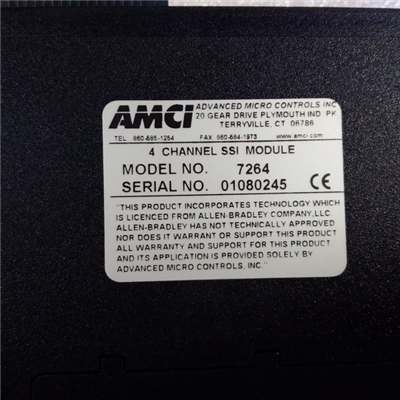 AMCI
ADVANCED MICRO CONTROLS INC
20 GEAR DRIVE PLYMOUTH IND PK
TERRYVILLE, CT 06786
TEL 860-585-1254 FAX 860-584-1973 www.amci.com
4 CHANNEL SSI MODULE
MODEL NO. 7264
SERIAL NO. 01080245 CE
"THIS PRODUCT INCORPORATES TECHNOLOGY WHICH
IS LICENCED FROM ALLEN-BRADLEY COMPANY,LLC.
ALLEN-BRADLEY HAS NOT TECHNICALLY APPROVED,
NOR DOES IT WARRANT OR SUPPORT THIS PRODUCT
ALL WARRANTY AND SUPPORT FOR THIS PRODUCT
AND ITS APPLICATION IS PROVIDED SOLELY BY
ADVANCED MICRO CONTROLS, INC."